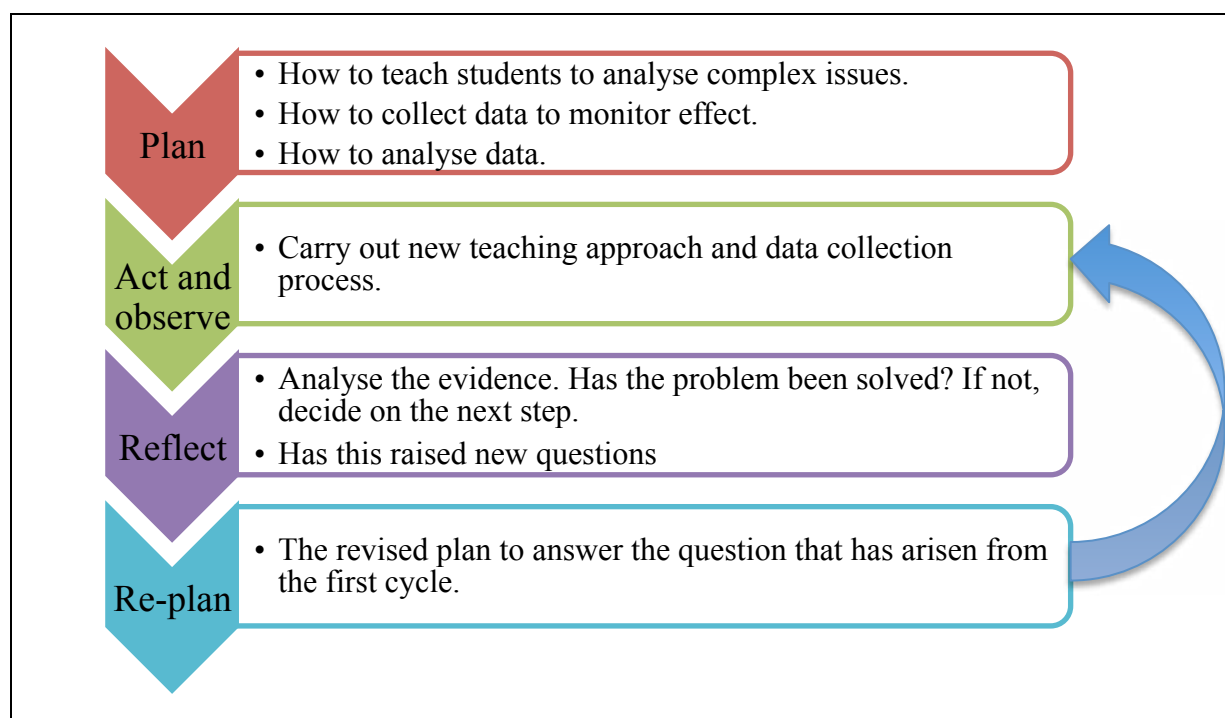 Plan
• How to teach students to analyse complex issues.
• How to collect data to monitor effect.
• How to analyse data.
Act and
observe
• Carry out new teaching approach and data collection
process.
Reflect
• Analyse the evidence. Has the problem been solved? If not,
decide on the next step.
• Has this raised new questions
Re-plan
• The revised plan to answer the question that has arisen from
the first cycle.